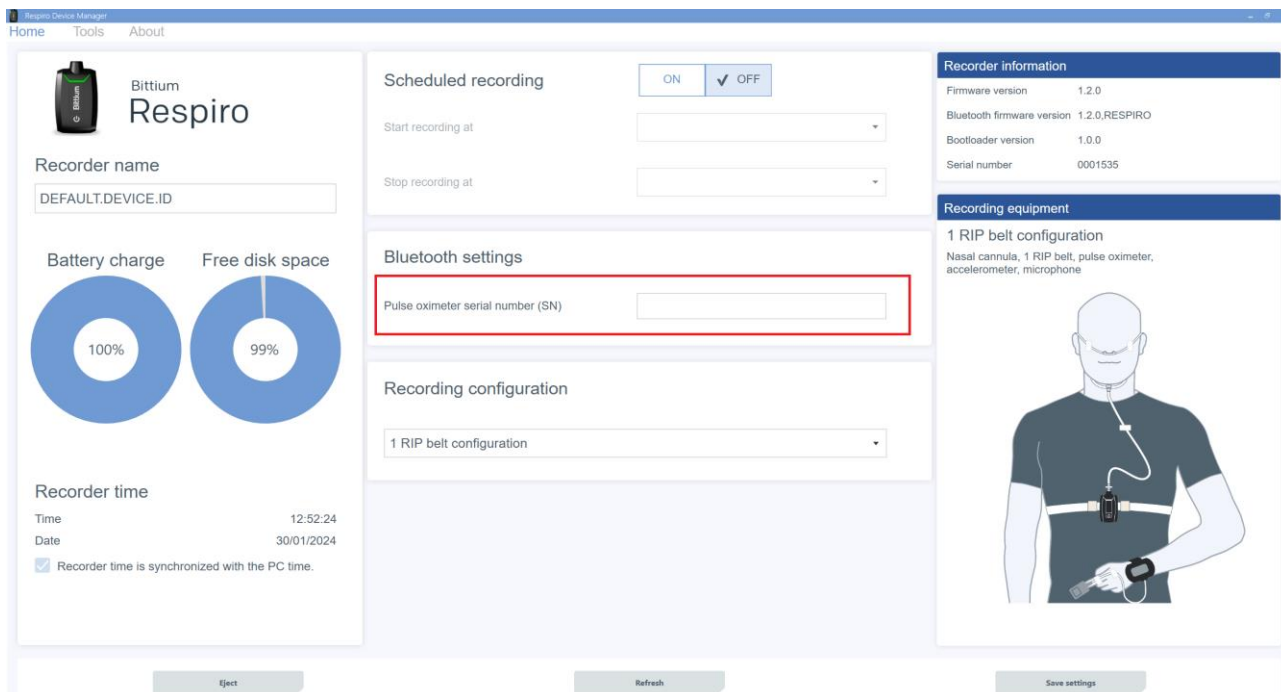 Respiro Device Manager
Home Tools About
Bittium
Bittium
Respiro
Recorder name
DEFAULT.DEVICE.ID
Battery charge Free disk space
100% 99%
Recorder time
Time 12:52:24
Date 30/01/2024
Recorder time is synchronized with the PC time.
Scheduled recording ON OFF
Start recording at
Stop recording at
Bluetooth settings
Pulse oximeter serial number (SN)
Recording configuration
1 RIP belt configuration
Recorder information
Firmware version 1.2.0
Bluetooth firmware version 1.2.0,RESPIRO
Bootloader version 1.0.0
Serial number 0001535
Recording equipment
1 RIP belt configuration
Nasal cannula, 1 RIP belt, pulse oximeter,
accelerometer, microphone
Eject Refresh Save settings